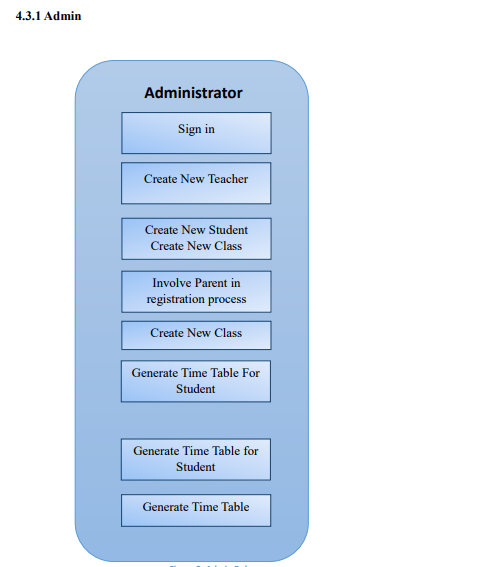 4.3.1 Admin
Administrator
Sign in
Create New Teacher
Create New Student
Create New Class
Involve Parent in
registration process
Create New Class
Generate Time Table For
Student
Generate Time Table for
Student
Generate Time Table